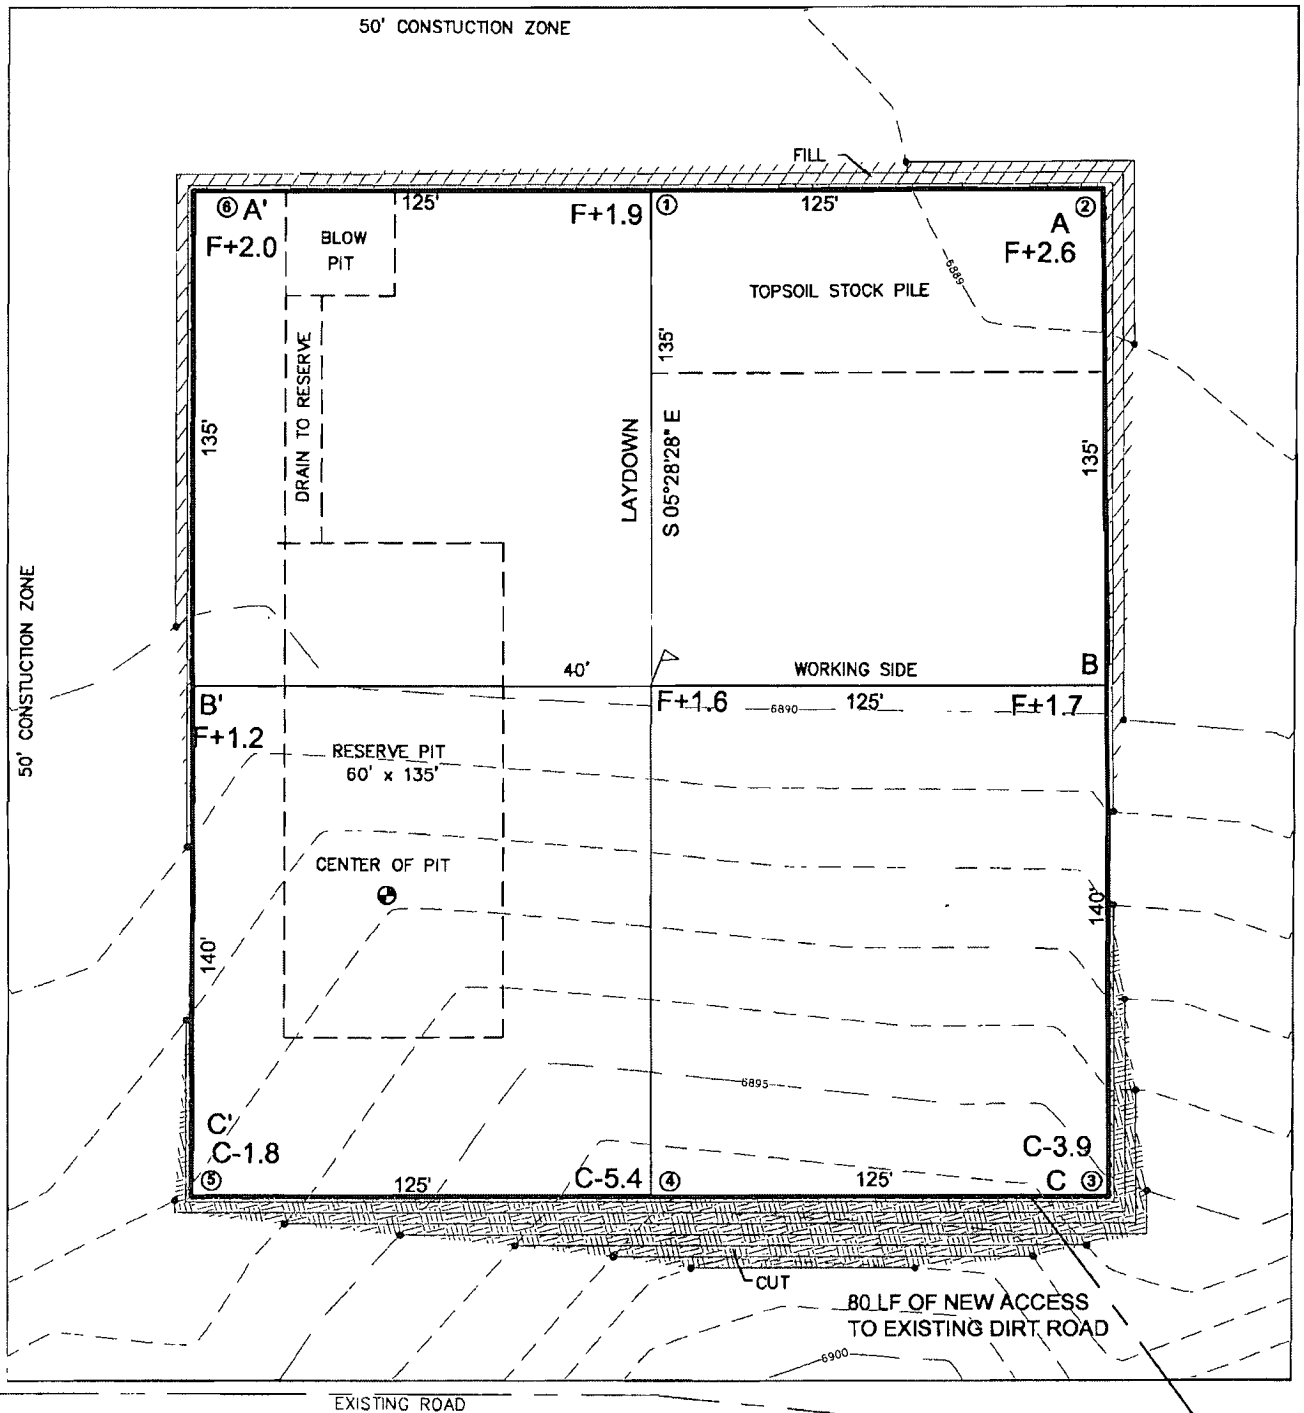 50' CONSTUCTION ZONE
FILL
⑥ A'
125'
F+1.9
①
125'
A ②
F+2.0
F+2.6
BLOW
PIT
TOPSOIL STOCK PILE
6889
DRAIN TO RESERVE
135'
135'
135'
LAYDOWN
S 05°28'28" E
50' CONSTUCTION ZONE
40'
WORKING SIDE
B
B'
F+1.2
F+1.6
6890
125'
F+1.7
RESERVE PIT
60' x 135'
CENTER OF PIT
140'
140'
6895
C'
C-1.8
⑤
125'
C-5.4
④
125'
C-3.9
C ③
CUT
80 LF OF NEW ACCESS
TO EXISTING DIRT ROAD
6900
EXISTING ROAD